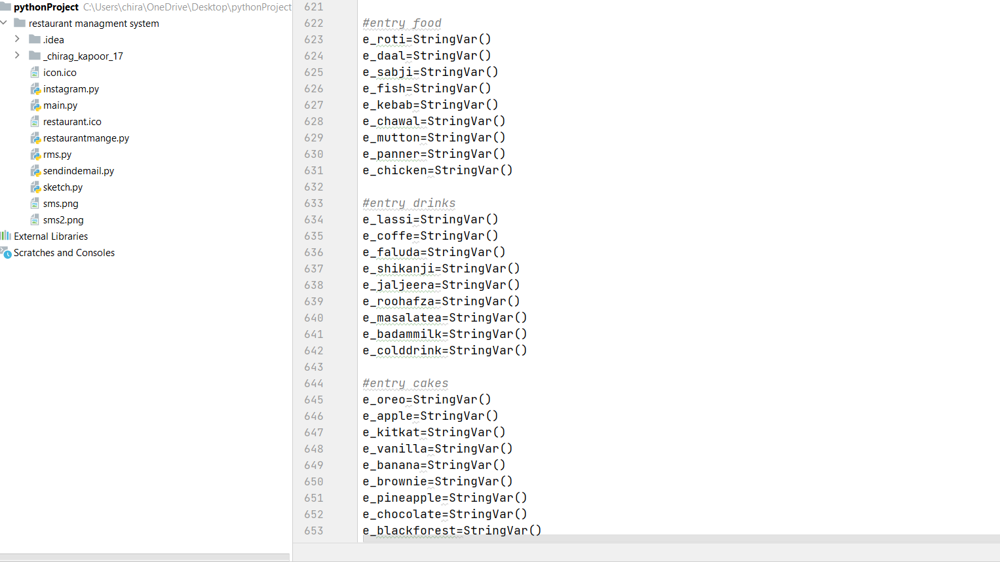 pythonProject C:\Users\chira\OneDrive\Desktop\pythonProject
restaurant managment system
.idea
_chirag_kapoor_17
icon.ico
instagram.py
main.py
restaurant.ico
restaurantmange.py
rms.py
sendindemail.py
sketch.py
sms.png
sms2.png
External Libraries
Scratches and Consoles
621
622 #entry food
623 e_roti=StringVar()
624 e_daal=StringVar()
625 e_sabji=StringVar()
626 e_fish=StringVar()
627 e_kebab=StringVar()
628 e_chawal=StringVar()
629 e_mutton=StringVar()
630 e_panner=StringVar()
631 e_chicken=StringVar()
632
633 #entry drinks
634 e_lassi=StringVar()
635 e_coffe=StringVar()
636 e_faluda=StringVar()
637 e_shikanji=StringVar()
638 e_jaljeera=StringVar()
639 e_roohafza=StringVar()
640 e_masalatea=StringVar()
641 e_badammilk=StringVar()
642 e_colddrink=StringVar()
643
644 #entry cakes
645 e_oreo=StringVar()
646 e_apple=StringVar()
647 e_kitkat=StringVar()
648 e_vanilla=StringVar()
649 e_banana=StringVar()
650 e_brownie=StringVar()
651 e_pineapple=StringVar()
652 e_chocolate=StringVar()
653 e_blackforest=StringVar()